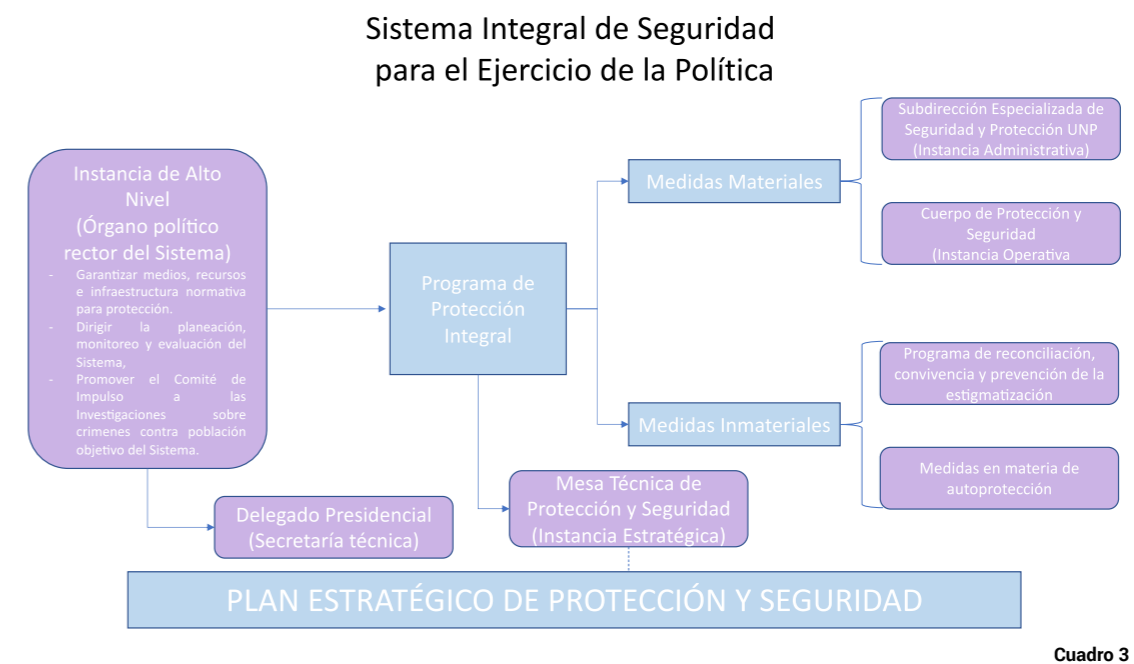 Sistema Integral de Seguridad
para el Ejercicio de la Política
Instancia de Alto
Nivel
(Órgano político
rector del Sistema)
- Garantizar medios, recursos
e infraestructura normativa
para protección.
- Dirigir la planeación,
monitoreo y evaluación del
Sistema,
- Promover el Comité de
Impulso a las
Investigaciones sobre
crimenes contra población
objetivo del Sistema.
Delegado Presidencial
(Secretaría técnica)
Programa de
Protección
Integral
Mesa Técnica de
Protección y Seguridad
(Instancia Estratégica)
Medidas Materiales
Medidas Inmateriales
Subdirección Especializada de
Seguridad y Protección UNP
(Instancia Administrativa)
Cuerpo de Protección y
Seguridad
(Instancia Operativa
Programa de reconciliación,
convivencia y prevención de la
estigmatización
Medidas en materia de
autoprotección
PLAN ESTRATÉGICO DE PROTECCIÓN Y SEGURIDAD
Cuadro 3